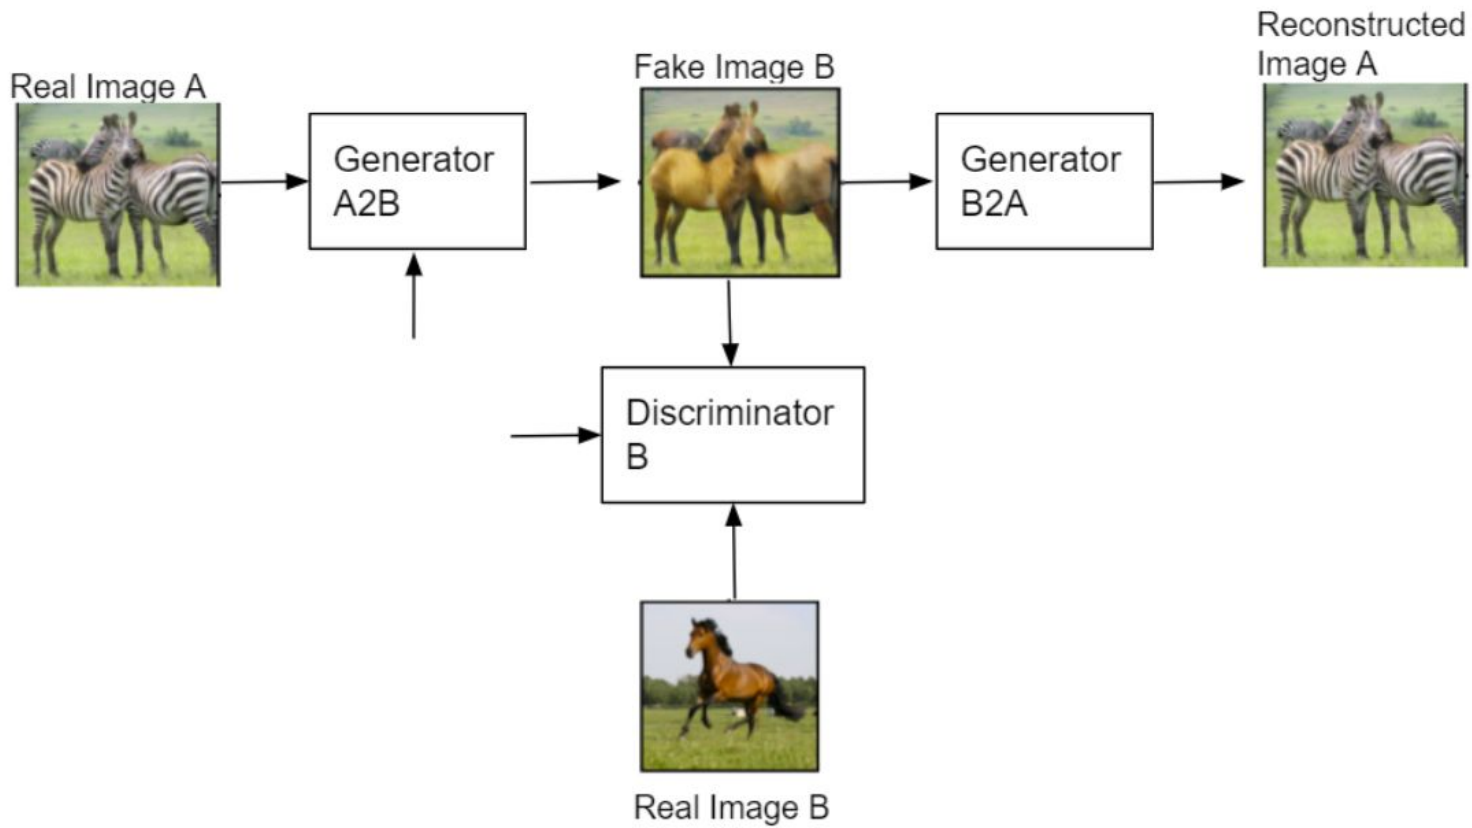 Real Image A
Generator
A2B
Fake Image B
Generator
B2A
Reconstructed
Image A
Discriminator
B
Real Image B